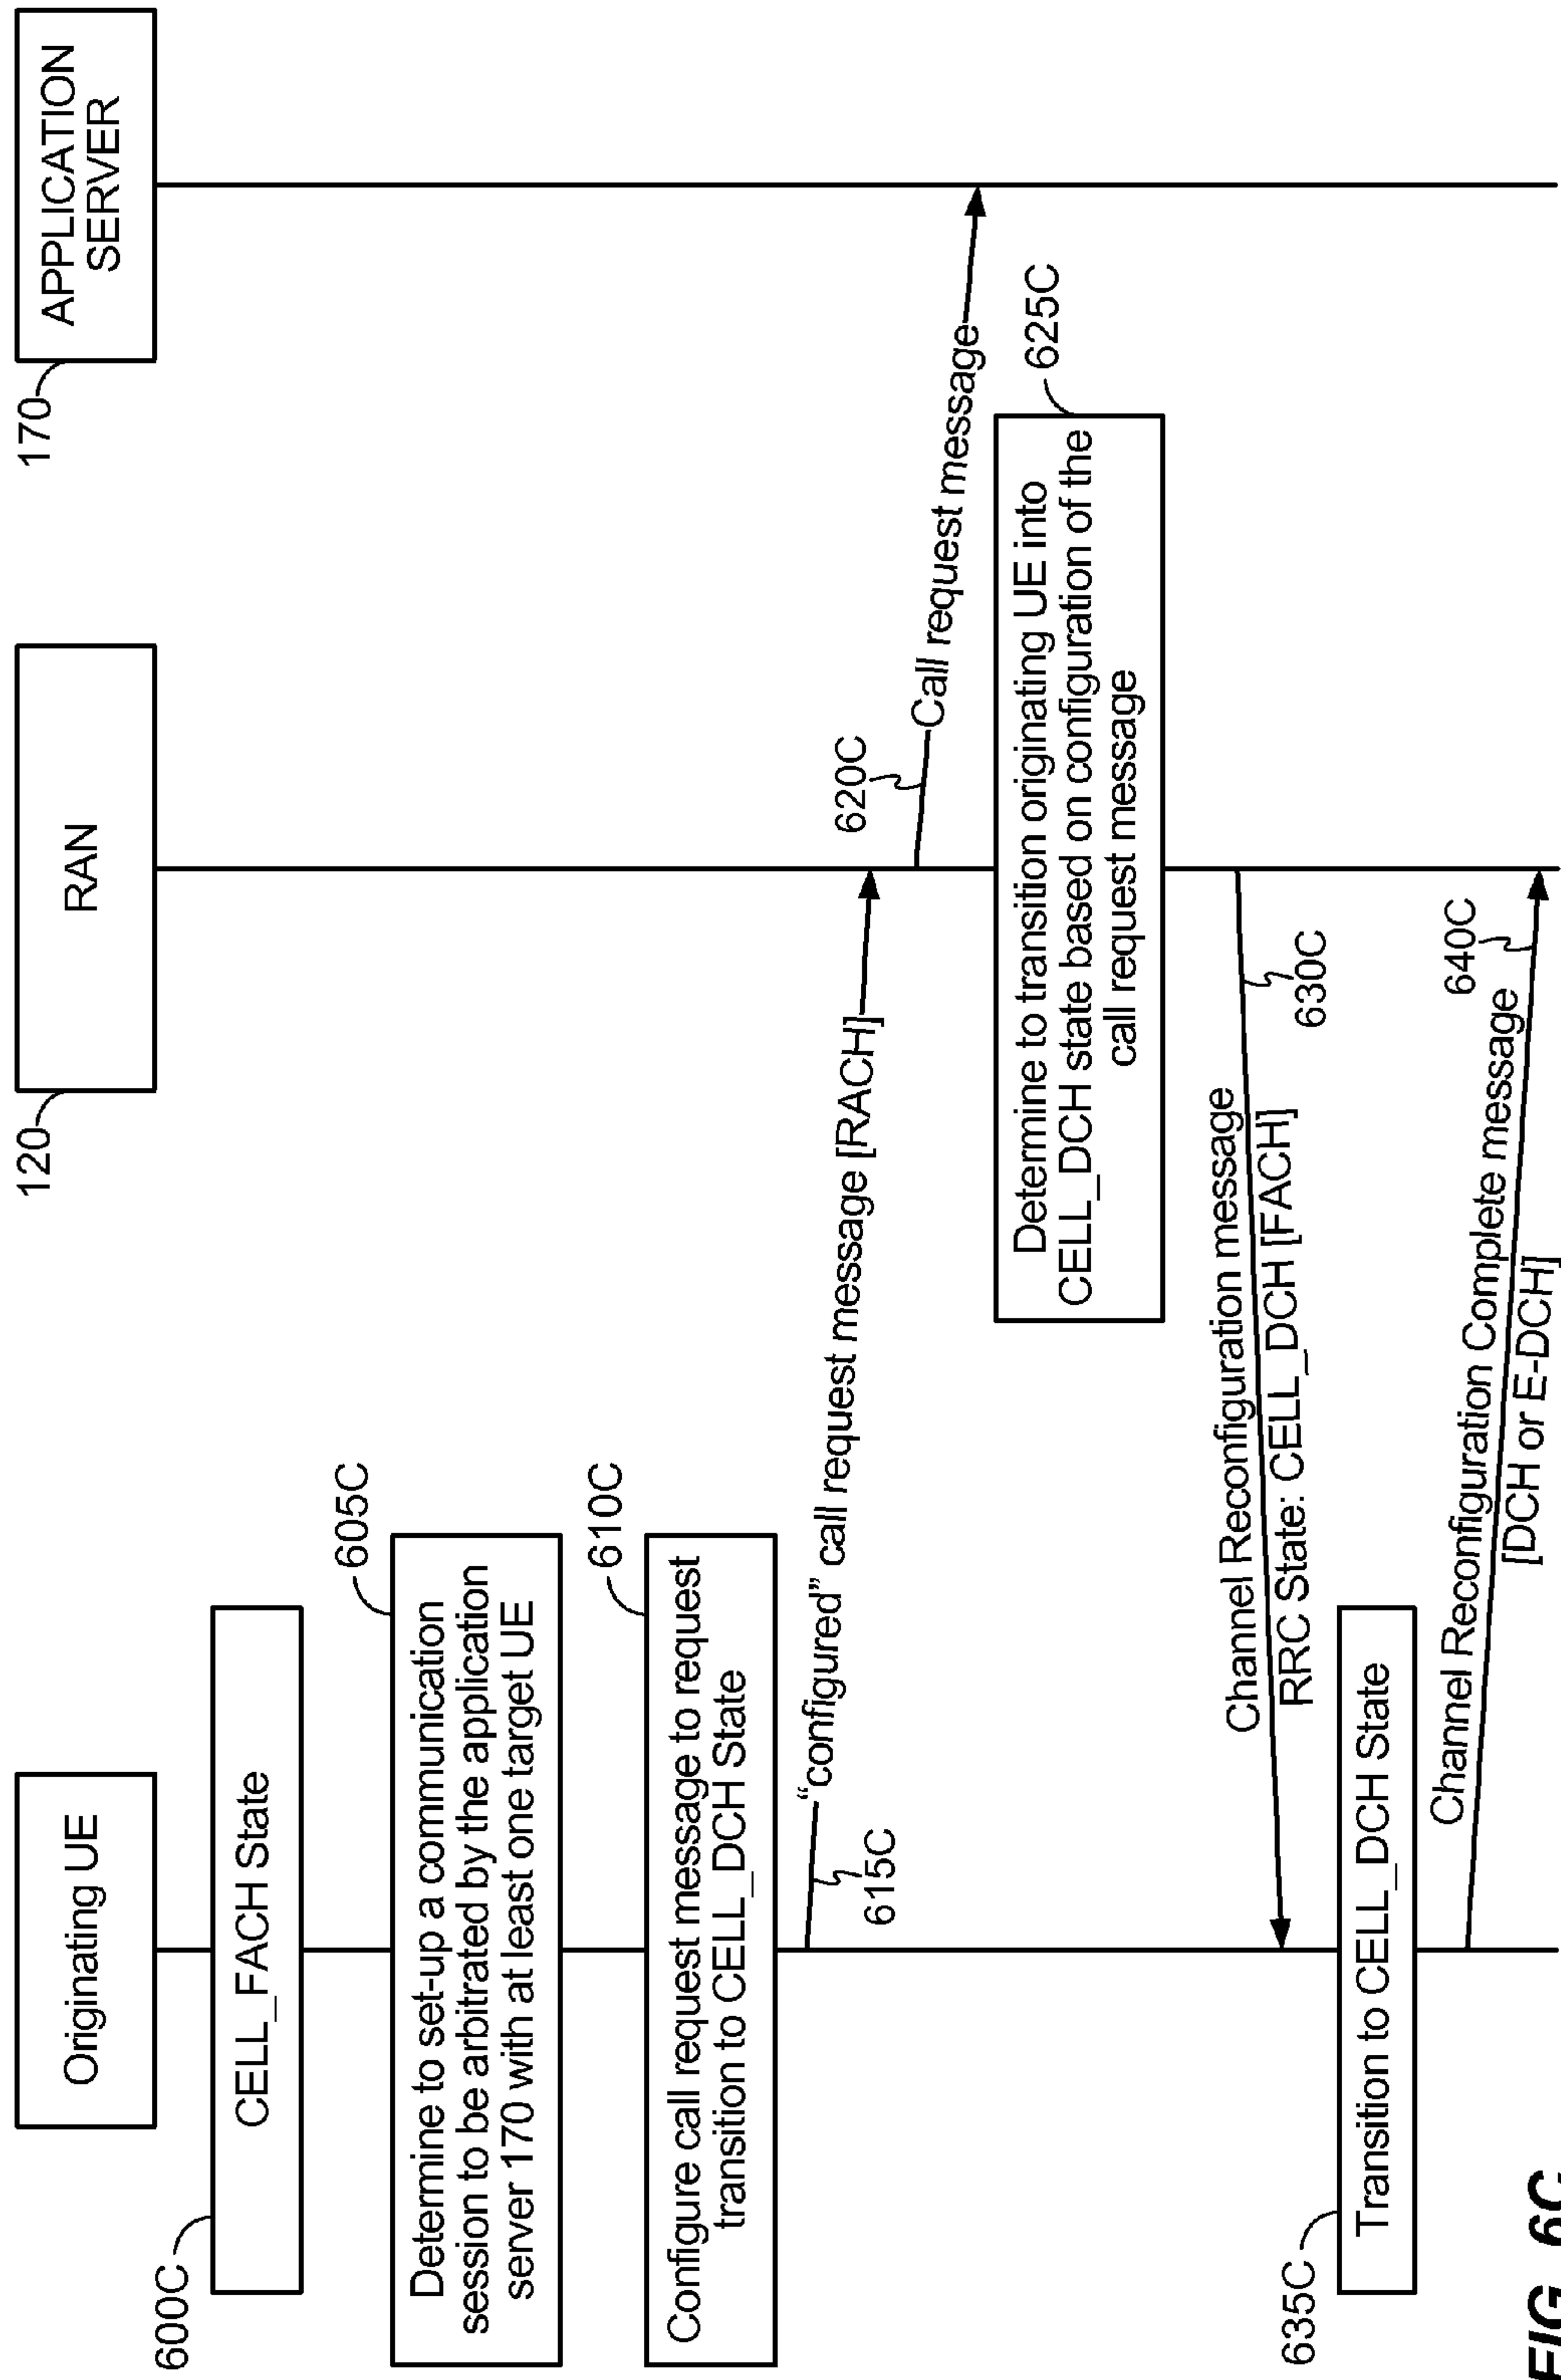 Originating UE
120
RAN
170
APPLICATION
SERVER
600C
CELL_FACH State
605C
Determine to set-up a communication
session to be arbitrated by the application
server 170 with at least one target UE
610C
Configure call request message to request
transition to CELL_DCH State
“configured” call request message [RACH]
615C
620C
Call request message
625C
Determine to transition originating UE into
CELL_DCH state based on configuration of the
call request message
Channel Reconfiguration message
RRC State: CELL_DCH [FACH]
630C
635C
Transition to CELL_DCH State
Channel Reconfiguration Complete message
[DCH or E-DCH]
640C
FIG. 6C